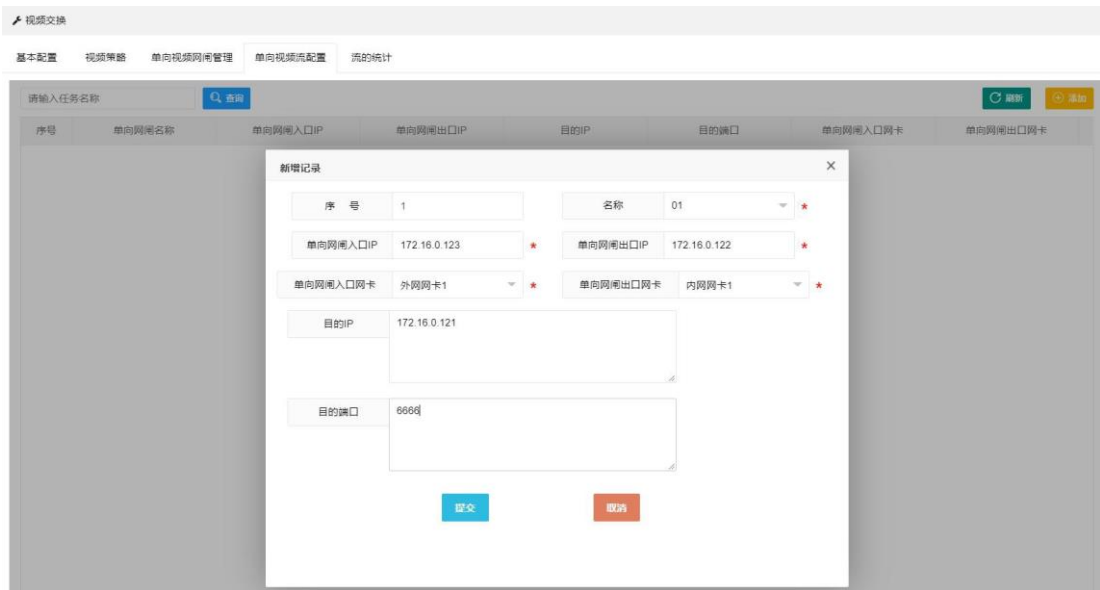 视频交换
基本配置 视频策略 单向视频网闸管理 单向视频流配置 流的统计
请输入任务名称 查询 刷新 添加
序号 单向网闸名称 单向网闸入口IP 单向网闸出口IP 目的IP 目的端口 单向网闸入口网卡 单向网闸出口网卡
新增记录 ×
序 号 1 名称 01 *
单向网闸入口IP 172.16.0.123 * 单向网闸出口IP 172.16.0.122 *
单向网闸入口网卡 外网网卡1 * 单向网闸出口网卡 内网网卡1 *
目的IP 172.16.0.121
目的端口 6666
提交 取消